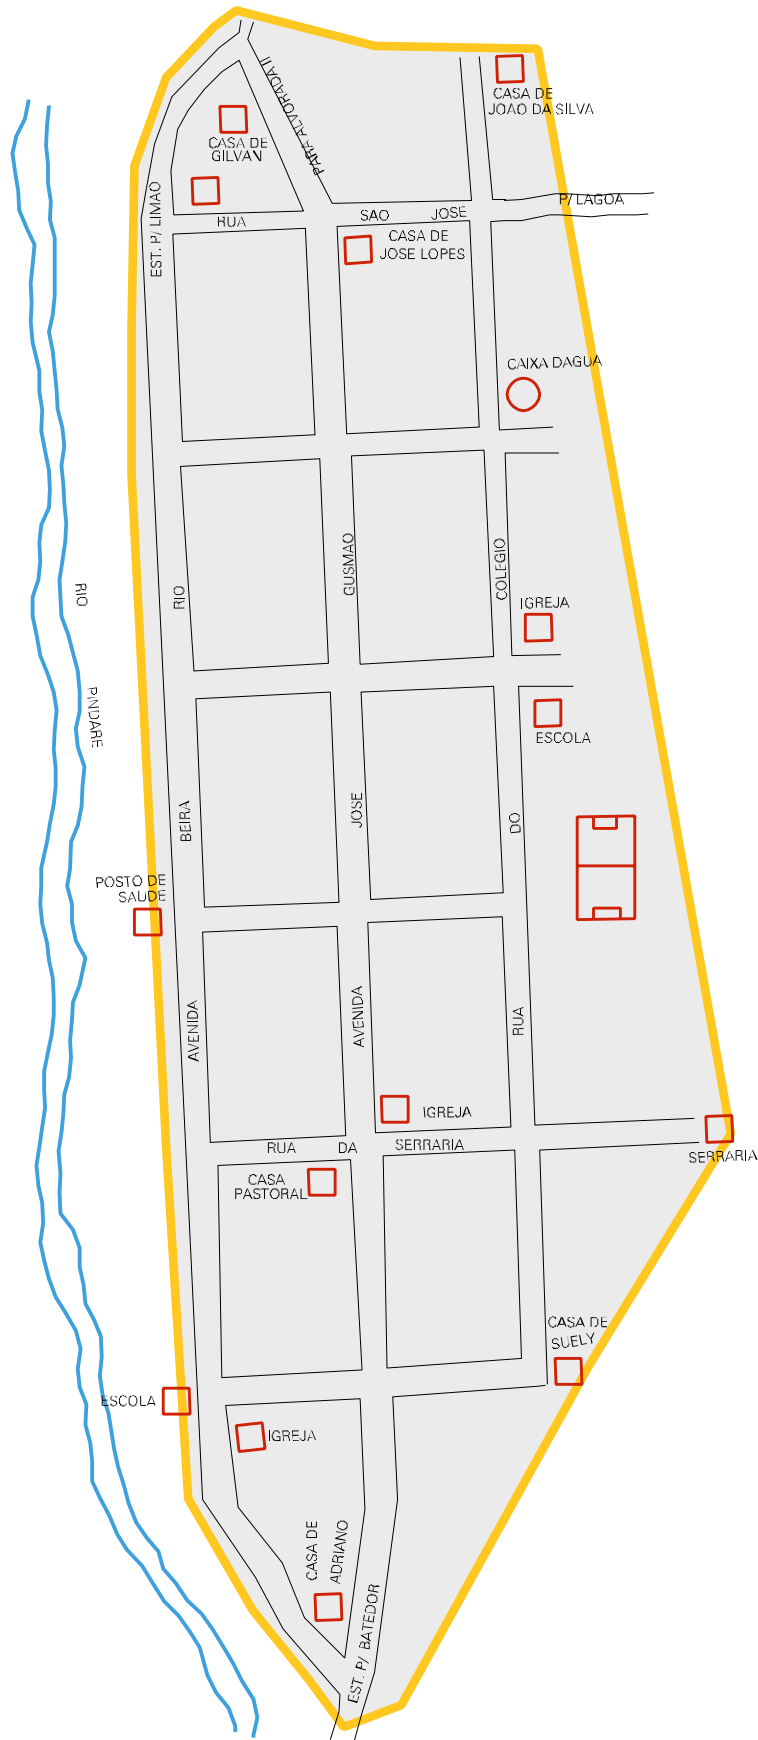 PARA ALVORADA II
CASA DE
JOAO DA SILVA
CASA DE
GILVAN
EST. P/ LIMAO
P/ LAGOA
RUA SAO JOSE
CASA DE
JOSE LOPES
CAIXA DAGUA
RIO
PINDARE
RIO
GUSMAO
COLEGIO
IGREJA
ESCOLA
BEIRA
JOSE
DO
POSTO DE
SAUDE
AVENIDA
AVENIDA
RUA
IGREJA
RUA DA SERRARIA
SERRARIA
CASA
PASTORAL
CASA DE
SUELY
ESCOLA
IGREJA
CASA DE
ADRIANO
EST. P/ BATEDOR